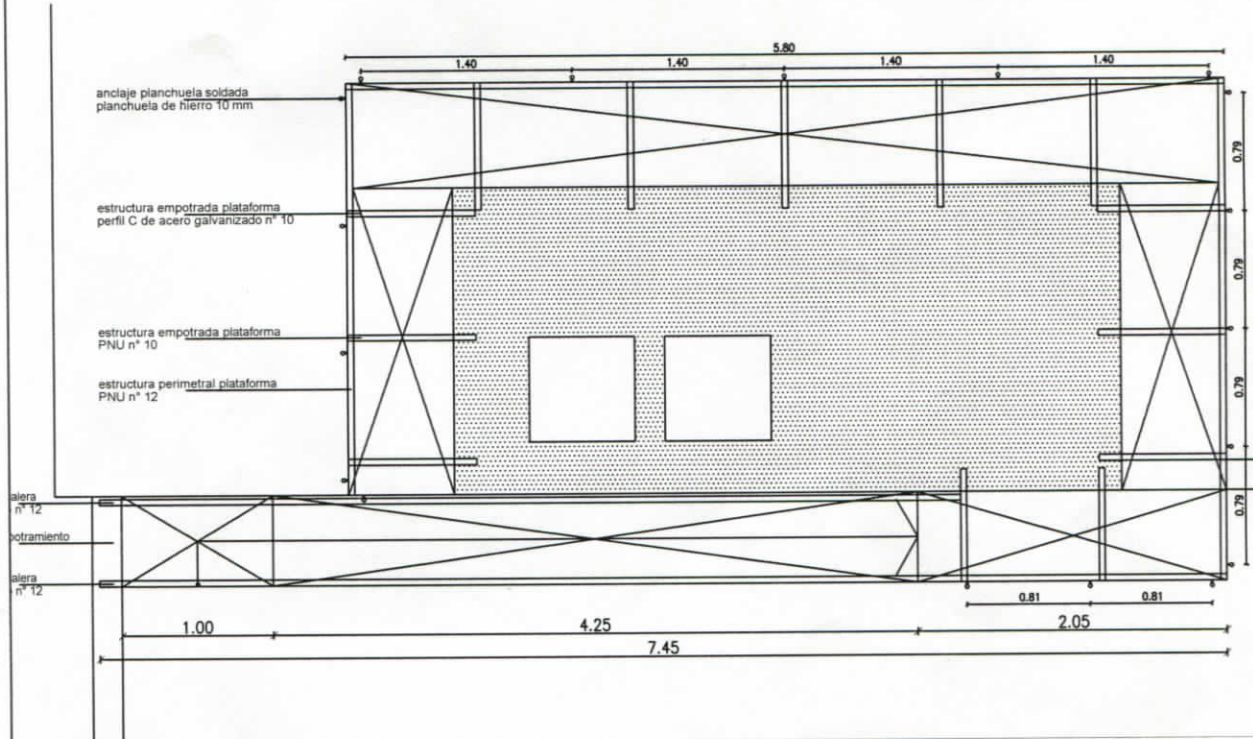 5.80
1.40 1.40 1.40 1.40
anclaje planchuela soldada
planchuela de hierro 10 mm
0.79
estructura empotrada plataforma
perfil C de acero galvanizado n° 10
0.79
estructura empotrada plataforma
PNU n° 10
estructura perimetral plataforma
PNU n° 12
0.79
alera
n° 12
0.79
potramiento
alera
n° 12
0.81 0.81
1.00 4.25 2.05
7.45